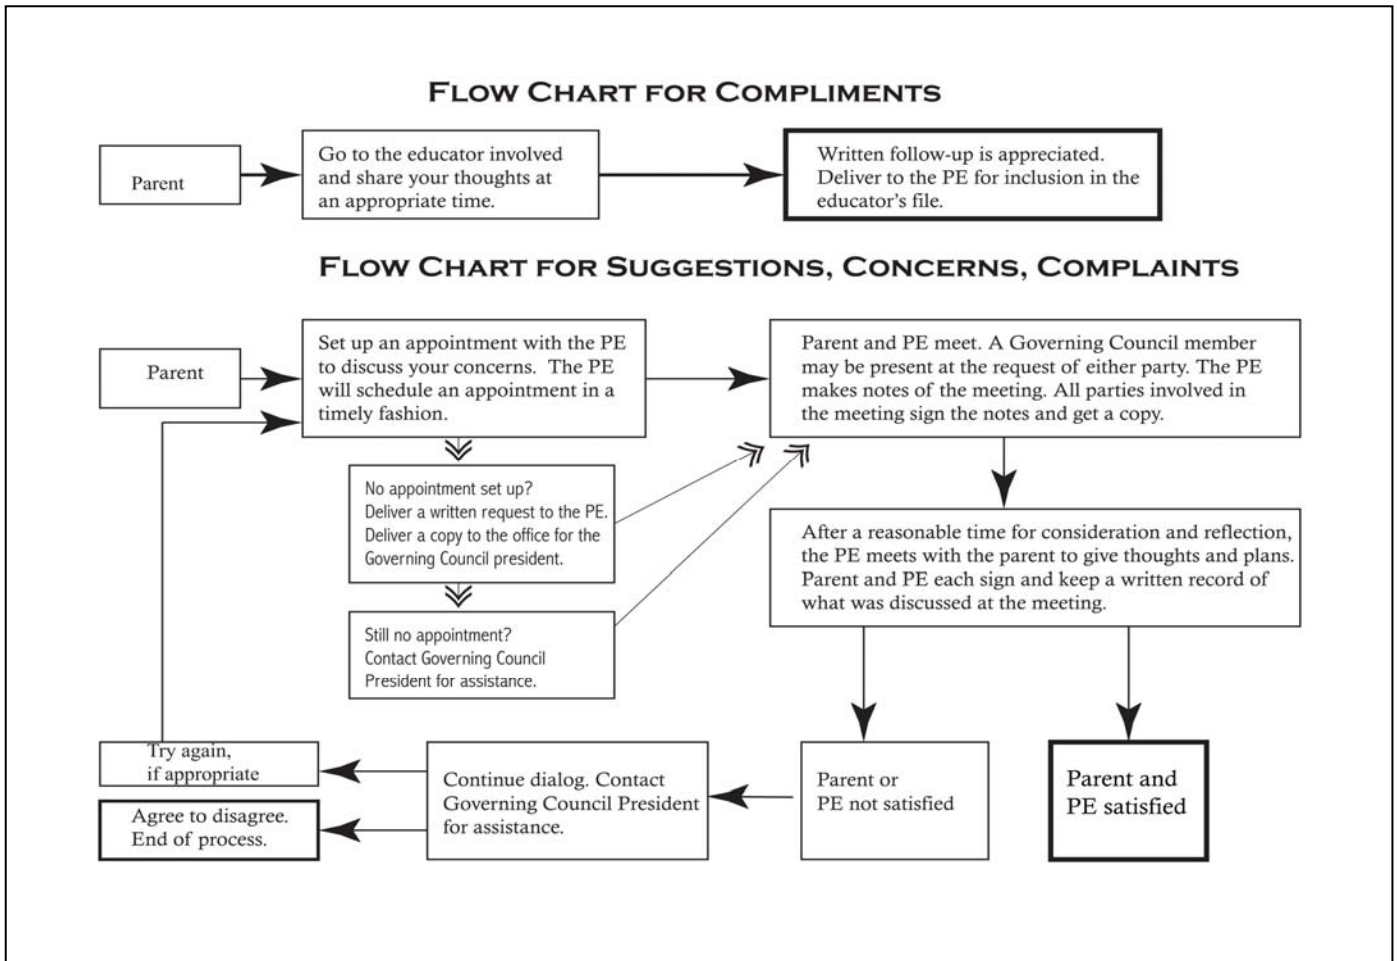 FLOW CHART FOR COMPLIMENTS
Parent
Go to the educator involved
and share your thoughts at
an appropriate time.
Written follow-up is appreciated.
Deliver to the PE for inclusion in the
educator's file.
FLOW CHART FOR SUGGESTIONS, CONCERNS, COMPLAINTS
Parent
Set up an appointment with the PE
to discuss your concerns. The PE
will schedule an appointment in a
timely fashion.
Parent and PE meet. A Governing Council member
may be present at the request of either party. The PE
makes notes of the meeting. All parties involved in
the meeting sign the notes and get a copy.
No appointment set up?
Deliver a written request to the PE.
Deliver a copy to the office for the
Governing Council president.
Still no appointment?
Contact Governing Council
President for assistance.
After a reasonable time for consideration and reflection,
the PE meets with the parent to give thoughts and plans.
Parent and PE each sign and keep a written record of
what was discussed at the meeting.
Parent and
PE satisfied
Parent or
PE not satisfied
Continue dialog. Contact
Governing Council President
for assistance.
Try again,
if appropriate
Agree to disagree.
End of process.